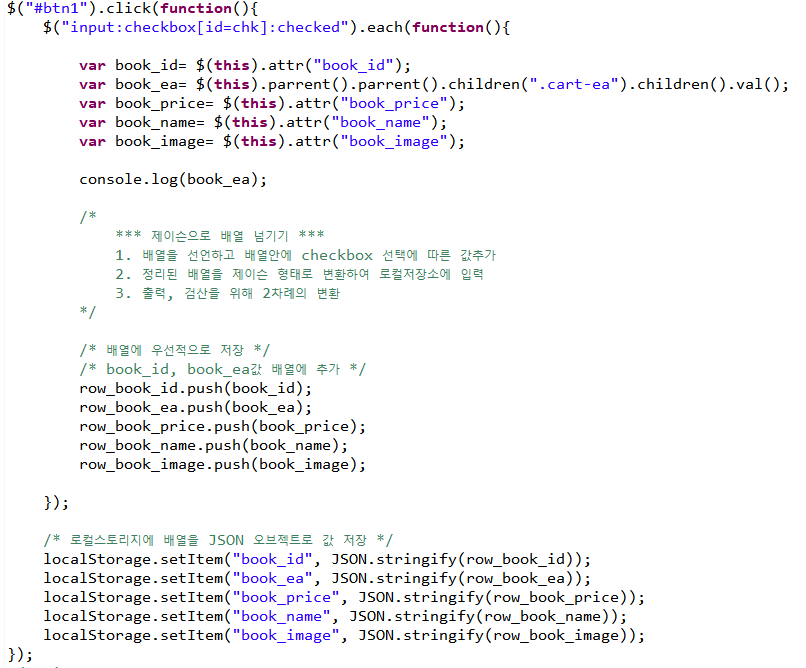 $("#btn1").click(function(){
$("input:checkbox[id=chk]:checked").each(function(){
var book_id= $(this).attr("book_id");
var book_ea= $(this).parrent().parrent().children(".cart-ea").children().val();
var book_price= $(this).attr("book_price");
var book_name= $(this).attr("book_name");
var book_image= $(this).attr("book_image");
console.log(book_ea);
/*
*** 제이슨으로 배열 넘기기 ***
1. 배열을 선언하고 배열안에 checkbox 선택에 따른 값추가
2. 정리된 배열을 제이슨 형태로 변환하여 로컬저장소에 입력
3. 출력, 검산을 위해 2차례의 변환
*/
/* 배열에 우선적으로 저장 */
/* book_id, book_ea값 배열에 추가 */
row_book_id.push(book_id);
row_book_ea.push(book_ea);
row_book_price.push(book_price);
row_book_name.push(book_name);
row_book_image.push(book_image);
});
/* 로컬스토리지에 배열을 JSON 오브젝트로 값 저장 */
localStorage.setItem("book_id", JSON.stringify(row_book_id));
localStorage.setItem("book_ea", JSON.stringify(row_book_ea));
localStorage.setItem("book_price", JSON.stringify(row_book_price));
localStorage.setItem("book_name", JSON.stringify(row_book_name));
localStorage.setItem("book_image", JSON.stringify(row_book_image));
});